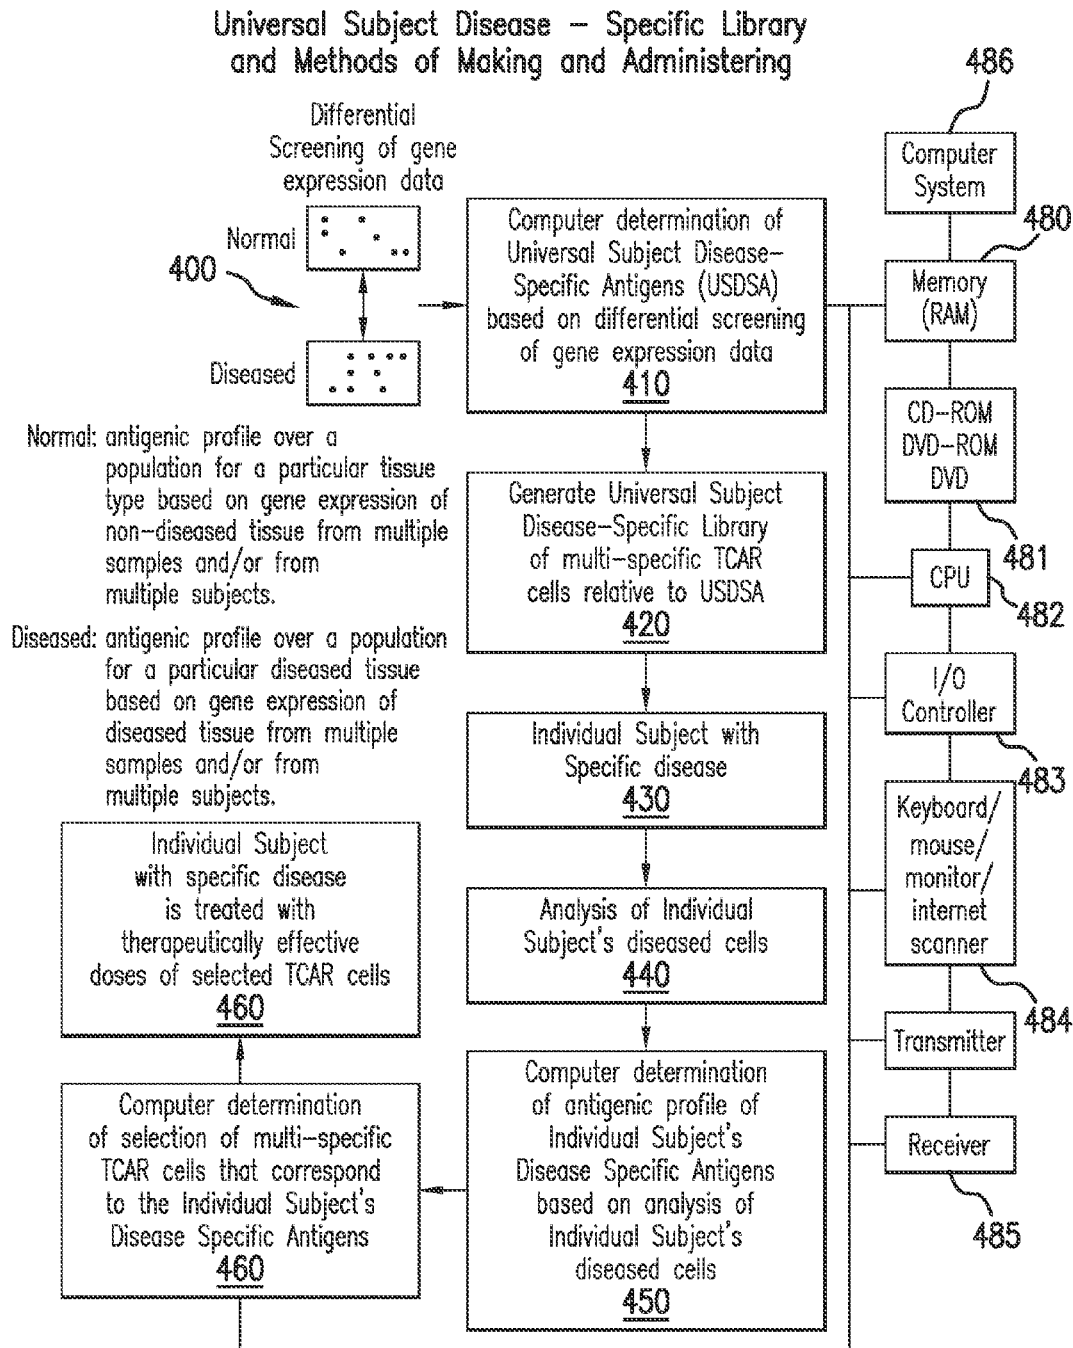 Universal Subject Disease – Specific Library
and Methods of Making and Administering
Differential
Screening of gene
expression data
Normal
400
Diseased
Normal: antigenic profile over a
population for a particular tissue
type based on gene expression of
non-diseased tissue from multiple
samples and/or from
multiple subjects.
Diseased: antigenic profile over a population
for a particular diseased tissue
based on gene expression of
diseased tissue from multiple
samples and/or from
multiple subjects.
Computer determination of
Universal Subject Disease–
Specific Antigens (USDSA)
based on differential screening
of gene expression data
410
Generate Universal Subject
Disease–Specific Library
of multi-specific TCAR
cells relative to USDSA
420
Individual Subject with
Specific disease
430
Analysis of Individual
Subject's diseased cells
440
Computer determination
of antigenic profile of
Individual Subject's
Disease Specific Antigens
based on analysis of
Individual Subject's
diseased cells
450
Computer determination
of selection of multi-specific
TCAR cells that correspond
to the Individual Subject's
Disease Specific Antigens
460
Individual Subject
with specific disease
is treated with
therapeutically effective
doses of selected TCAR cells
460
486
Computer
System
480
Memory
(RAM)
CD–ROM
DVD–ROM
DVD
481
CPU
482
I/O
Controller
483
Keyboard/
mouse/
monitor/
internet
scanner
484
Transmitter
Receiver
485